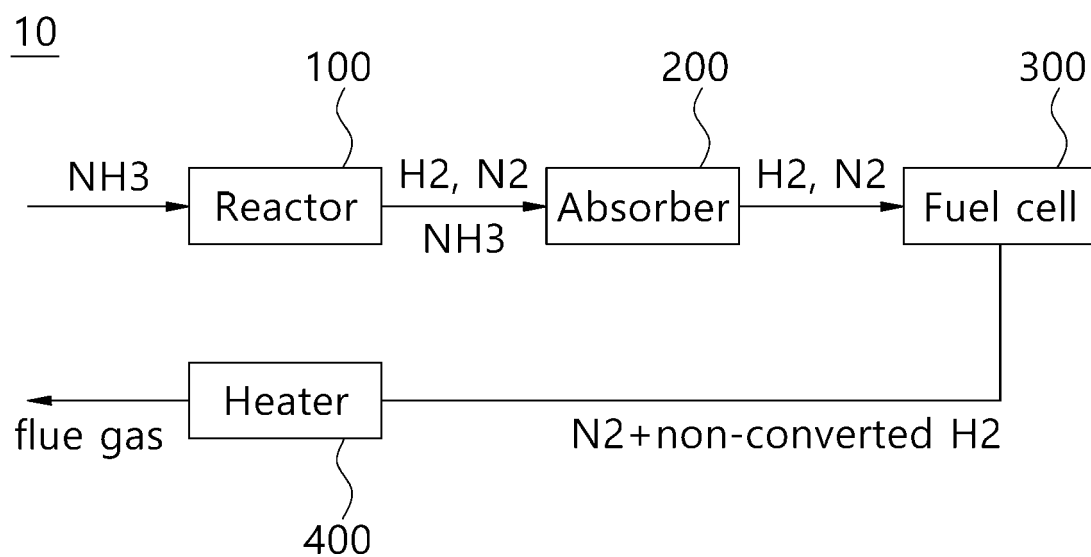 10
100
200
300
NH3
Reactor
H2, N2
NH3
Absorber
H2, N2
Fuel cell
Heater
flue gas
N2+non-converted H2
400